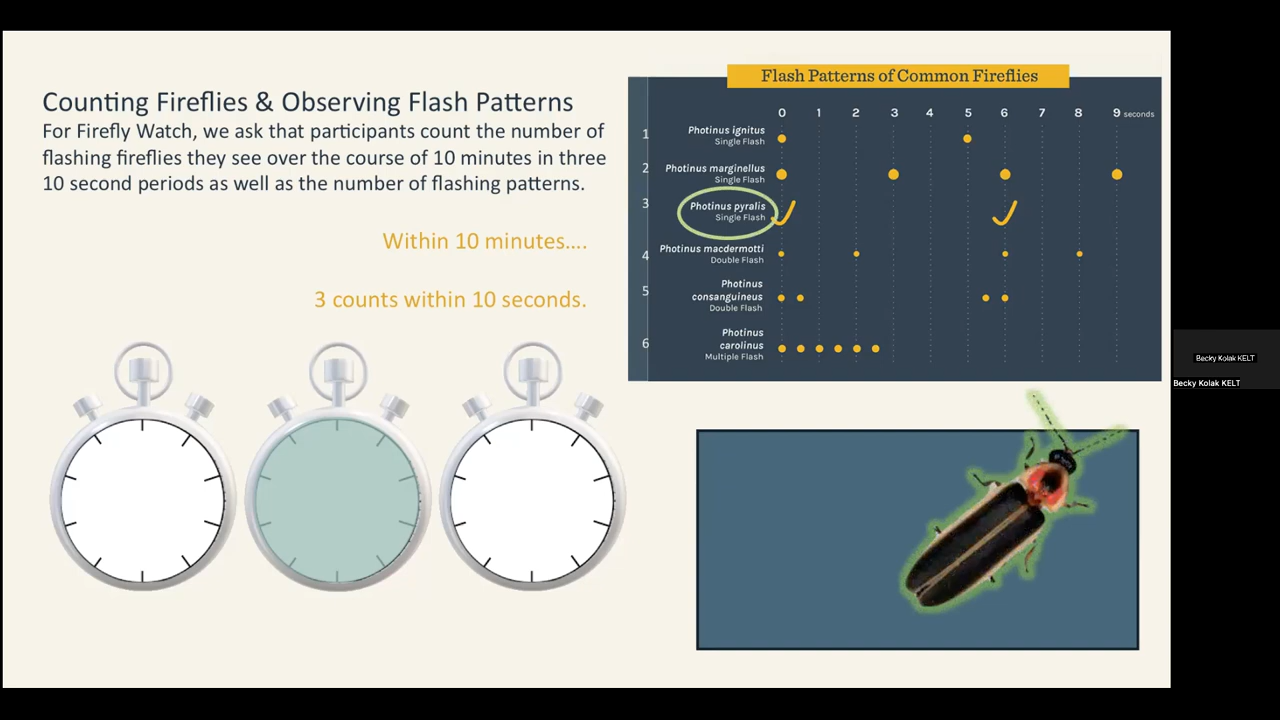 Counting Fireflies & Observing Flash Patterns
For Firefly Watch, we ask that participants count the number of
flashing fireflies they see over the course of 10 minutes in three
10 second periods as well as the number of flashing patterns.
Within 10 minutes....
3 counts within 10 seconds.
Flash Patterns of Common Fireflies
0 1 2 3 4 5 6 7 8 9 seconds
1 Photinus ignitus
Single Flash
2 Photinus marginellus
Single Flash
3 Photinus pyralis
Single Flash
4 Photinus macdermotti
Double Flash
5 Photinus
consanguineus
Double Flash
6 Photinus
carolinus
Multiple Flash
Becky Kolak KELT
Becky Kolak KELT